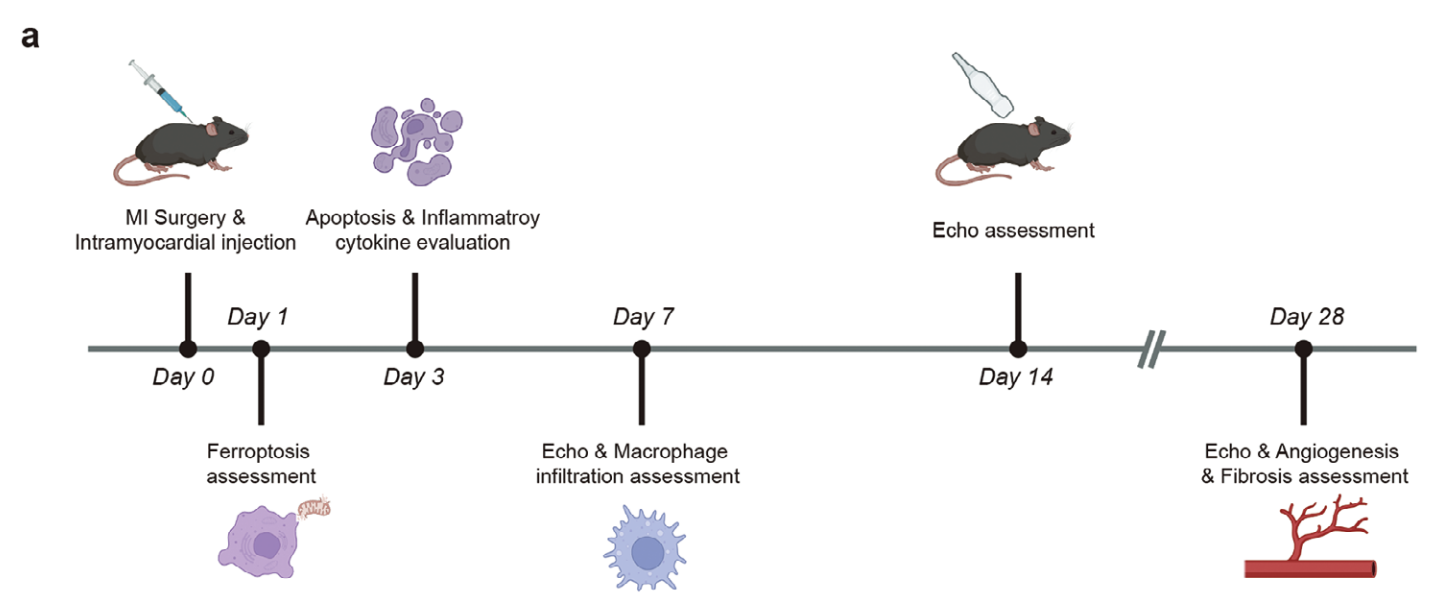 a
MI Surgery &
Intramyocardial injection
Apoptosis & Inflammatroy
cytokine evaluation
Echo assessment
Day 1
Day 7
Day 28
Day 0
Day 3
Day 14
Ferroptosis
assessment
Echo & Macrophage
infiltration assessment
Echo & Angiogenesis
& Fibrosis assessment